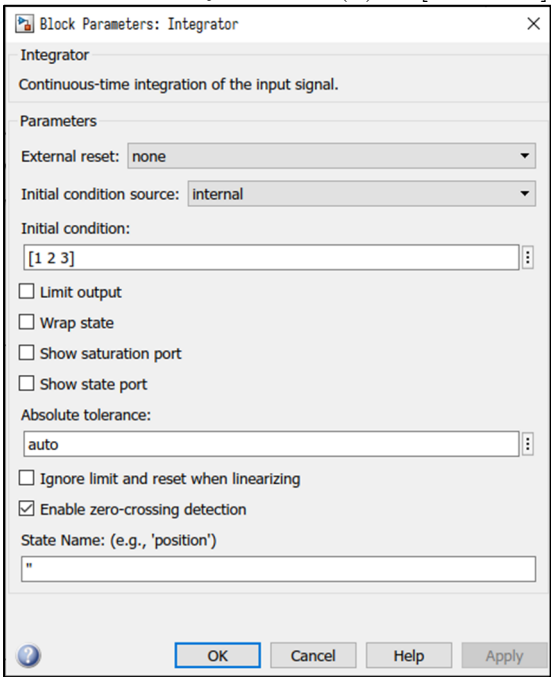 Block Parameters: Integrator
Integrator
Continuous-time integration of the input signal.
Parameters
External reset: none
Initial condition source: internal
Initial condition:
[1 2 3]
Limit output
Wrap state
Show saturation port
Show state port
Absolute tolerance:
auto
Ignore limit and reset when linearizing
Enable zero-crossing detection
State Name: (e.g., 'position')
''
OK Cancel Help Apply